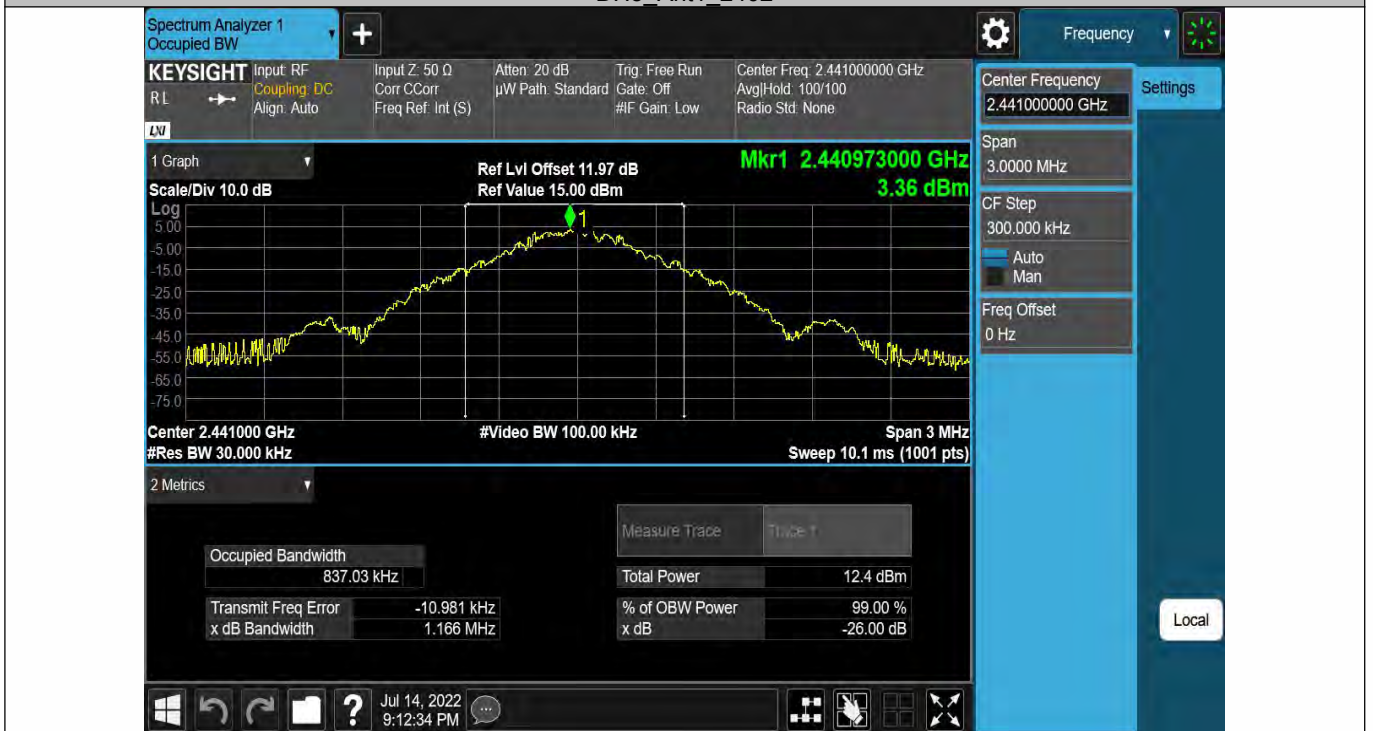 Spectrum Analyzer 1
Occupied BW
+
Frequency
KEYSIGHT Input: RF Input Z: 50 Ω Atten: 20 dB Trig: Free Run Center Freq: 2.441000000 GHz
RL Coupling: DC Corr CCorr µW Path: Standard Gate: Off Avg|Hold: 100/100
Align: Auto Freq Ref: Int (S) #IF Gain: Low Radio Std: None
LXI
Center Frequency
2.441000000 GHz
Settings
Span
3.0000 MHz
CF Step
300.000 kHz
Auto
Man
Freq Offset
0 Hz
Local
1 Graph
Ref Lvl Offset 11.97 dB
Mkr1 2.440973000 GHz
Scale/Div 10.0 dB
Ref Value 15.00 dBm
3.36 dBm
Log
1
5.00
-5.00
-15.0
-25.0
-35.0
-45.0
-55.0
-65.0
-75.0
Center 2.441000 GHz #Video BW 100.00 kHz Span 3 MHz
#Res BW 30.000 kHz Sweep 10.1 ms (1001 pts)
2 Metrics
Measure Trace Trace 1
Occupied Bandwidth
837.03 kHz
Total Power 12.4 dBm
Transmit Freq Error -10.981 kHz % of OBW Power 99.00 %
x dB Bandwidth 1.166 MHz x dB -26.00 dB
?
Jul 14, 2022
9:12:34 PM